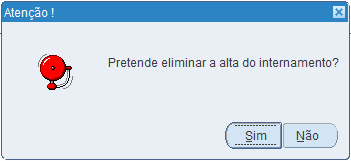 Atenção !
Pretende eliminar a alta do internamento?
Sim
Não